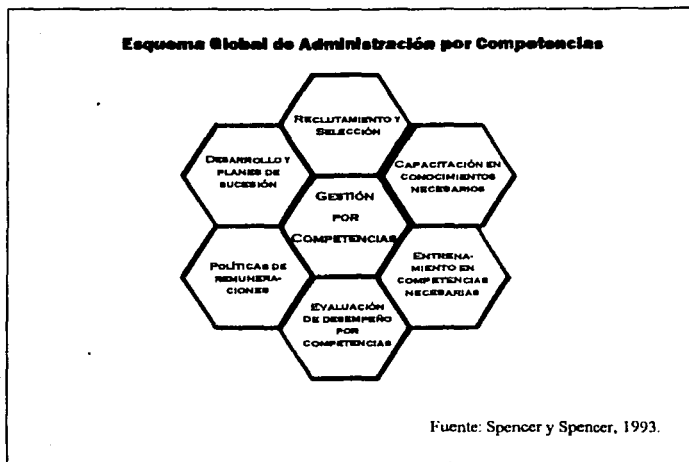 Esquema Global de Administración por Competencias
RECLUTAMIENTO Y
SELECCIÓN
DESARROLLO Y
PLANES DE
SUCESIÓN
CAPACITACIÓN EN
CONOCIMIENTOS
NECESARIOS
GESTIÓN
POR
COMPETENCIAS
POLÍTICAS DE
REMUNERA-
CIONES
ENTRENA-
MIENTO EN
COMPETENCIAS
NECESARIAS
EVALUACIÓN
DE DESEMPEÑO
POR
COMPETENCIAS
Fuente: Spencer y Spencer, 1993.